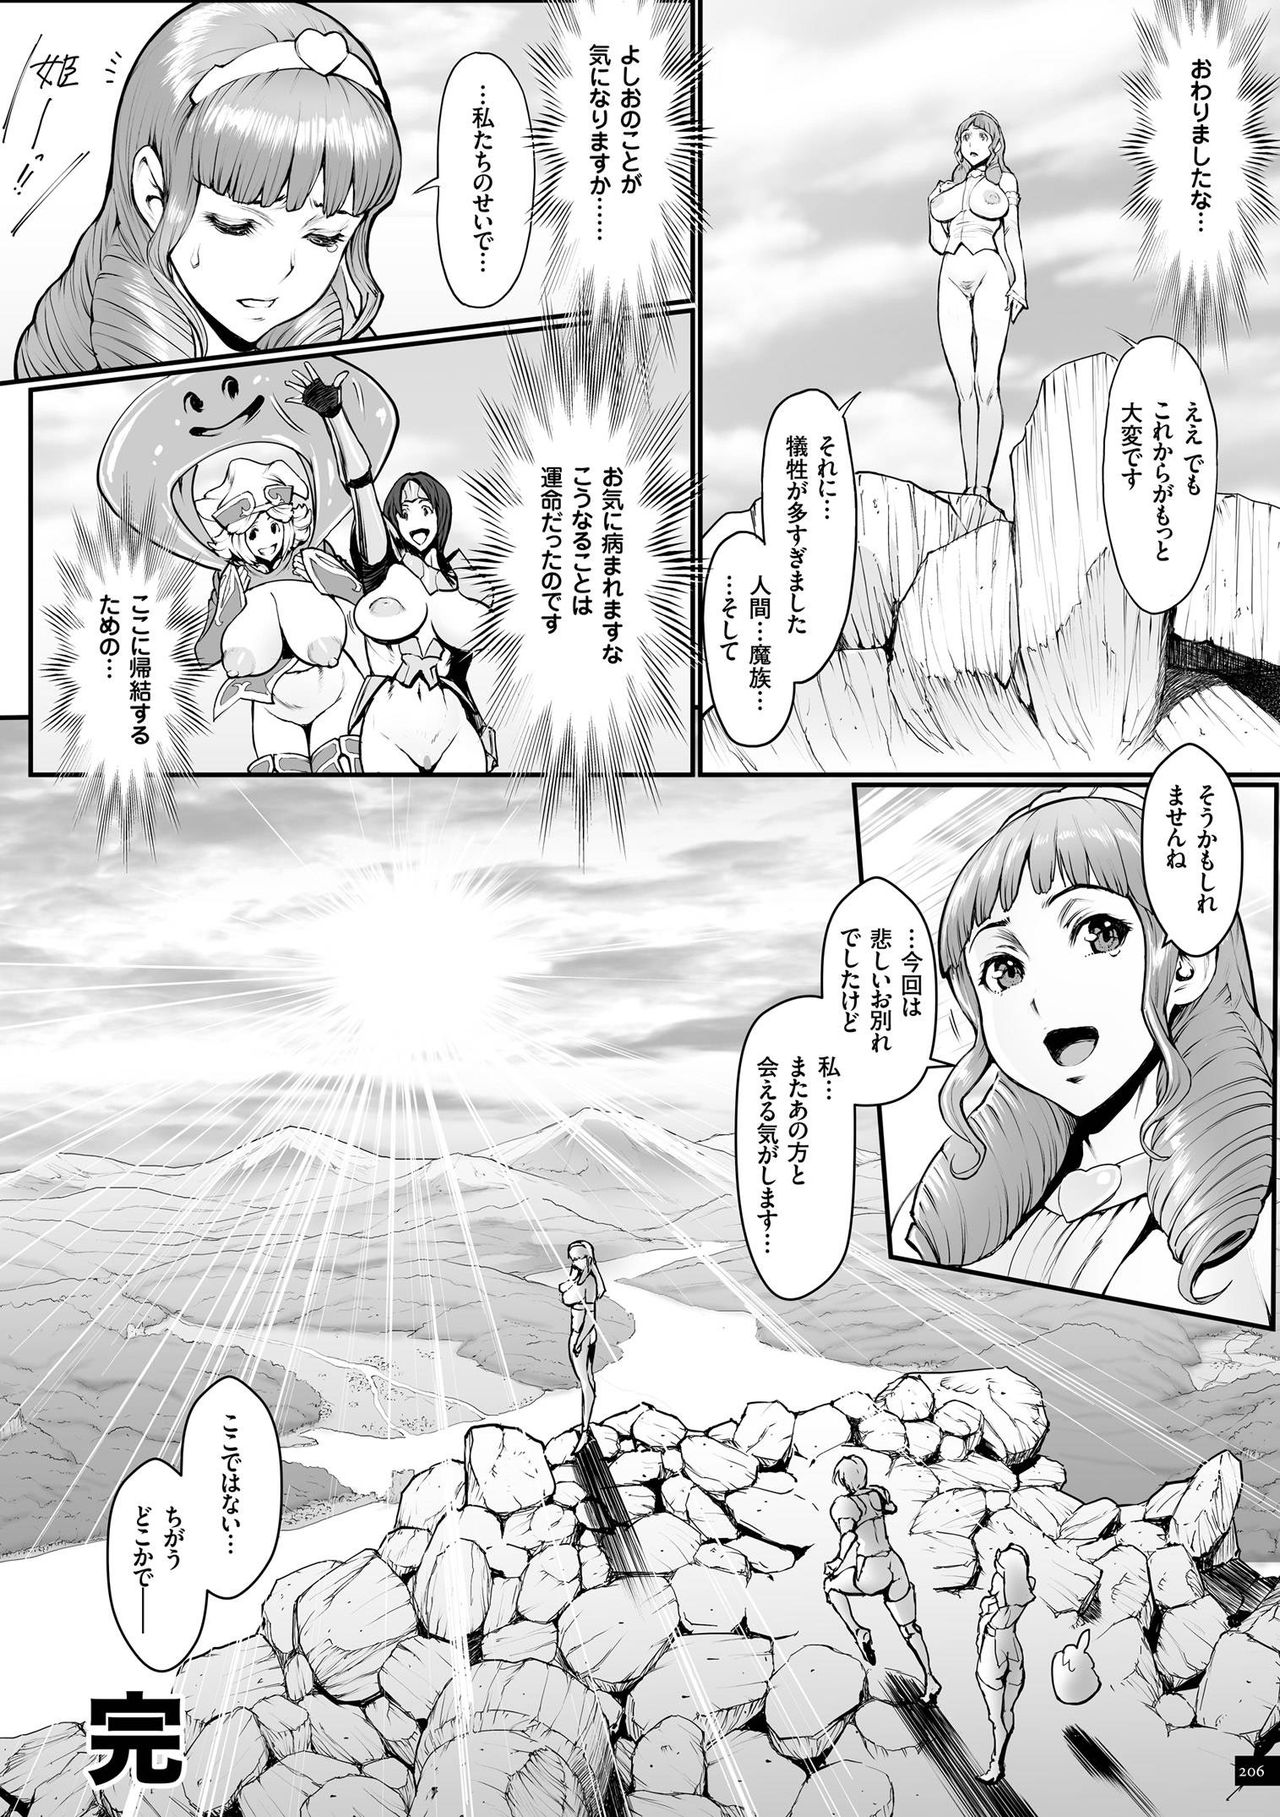 おわりましたな…
ええ でも
これからがもっと
大変です
それに…
犠牲が多すぎました
人間…魔族…
…そして
よしおのことが
気になりますか……
…私たちのせいで…
姫ー!!
お気に病まれますな
こうなることは
運命だったのです
ここに帰結する
ための…
そうかもしれ
ませんね
…今回は
悲しいお別れ
でしたけど
私…
またあの方と
会える気がします…
ここではない…
ちがう
どこかで――
完
206